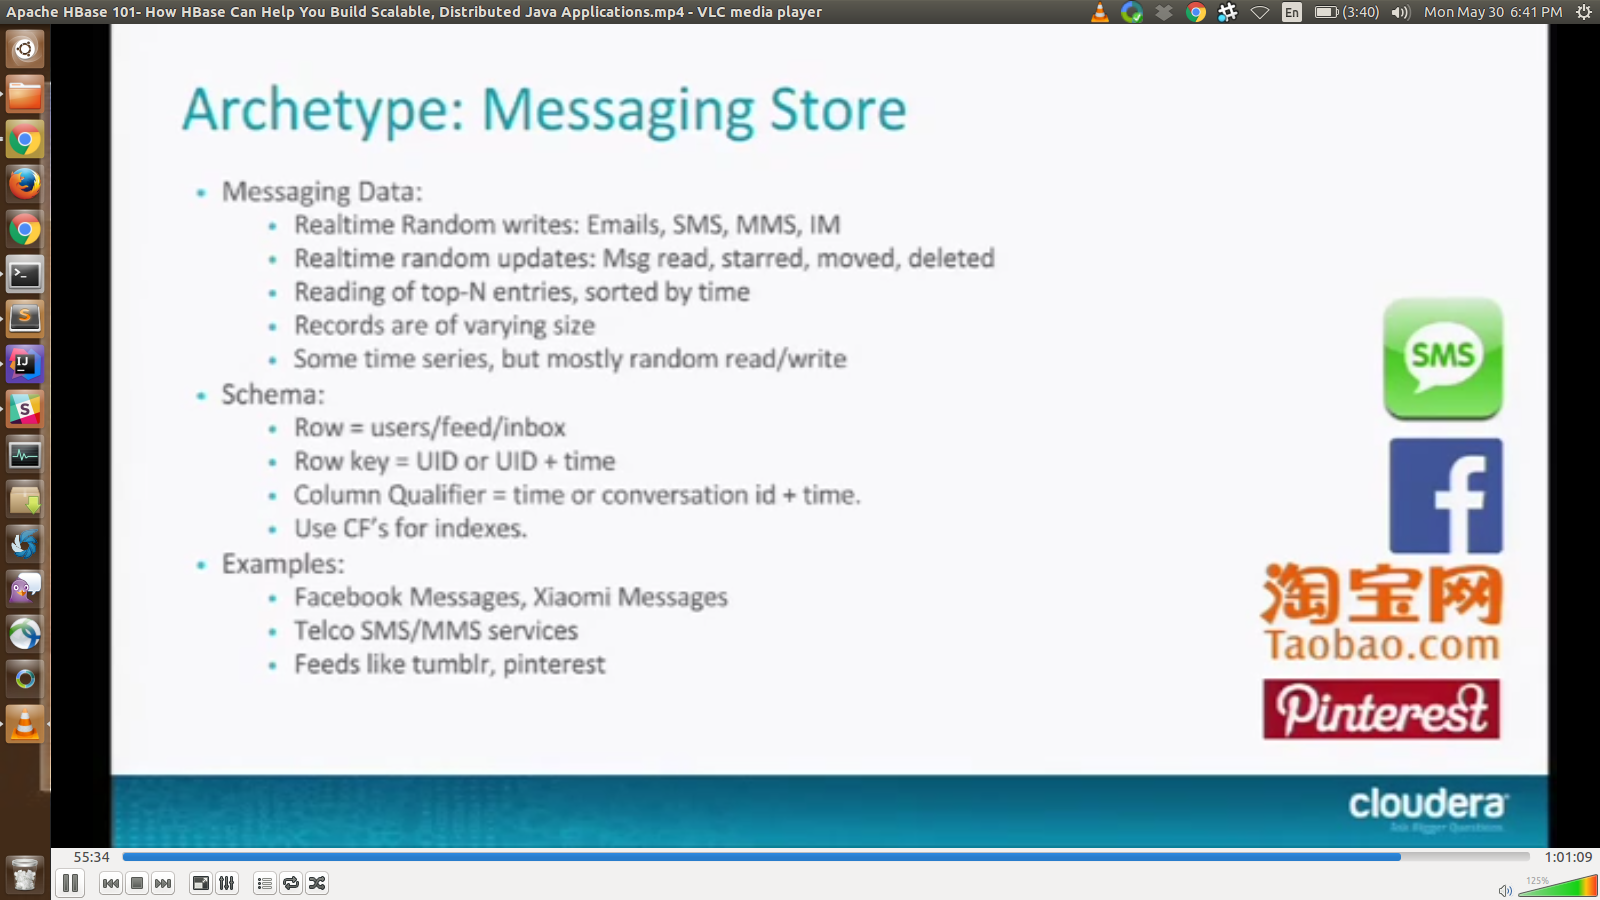 Apache HBase 101- How HBase Can Help You Build Scalable, Distributed Java Applications.mp4 - VLC media player
En
(3:40)
Mon May 30 6:41 PM
Archetype: Messaging Store
• Messaging Data:
• Realtime Random writes: Emails, SMS, MMS, IM
• Realtime random updates: Msg read, starred, moved, deleted
• Reading of top-N entries, sorted by time
• Records are of varying size
• Some time series, but mostly random read/write
• Schema:
• Row = users/feed/inbox
• Row key = UID or UID + time
• Column Qualifier = time or conversation id + time.
• Use CF's for indexes.
• Examples:
• Facebook Messages, Xiaomi Messages
• Telco SMS/MMS services
• Feeds like tumblr, pinterest
SMS
f
淘宝网
Taobao.com
Pinterest
cloudera
Ask Bigger Questions
S
IJ
S
55:34
1:01:09
125%